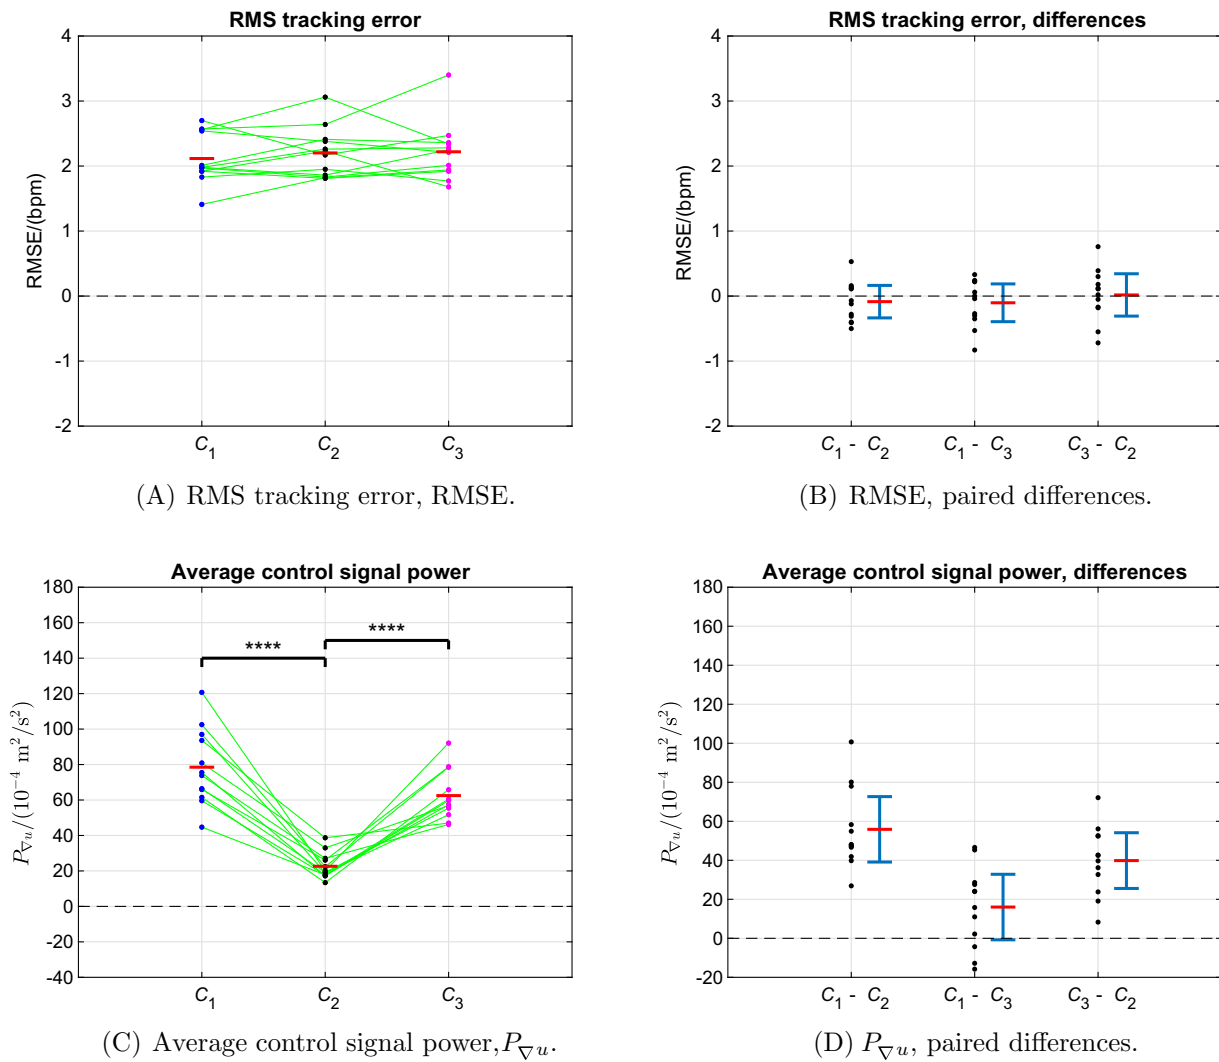 RMS tracking error
4
3
2
1
0
-1
-2
RMSE/(bpm)
C1
C2
C3
(A) RMS tracking error, RMSE.
RMS tracking error, differences
4
3
2
1
0
-1
-2
RMSE/(bpm)
C1 - C2
C1 - C3
C3 - C2
(B) RMSE, paired differences.
Average control signal power
180
160
140
120
100
80
60
40
20
0
-20
-40
P∇u/(10−4 m2/s2)
****
****
C1
C2
C3
(C) Average control signal power,P∇u.
Average control signal power, differences
180
160
140
120
100
80
60
40
20
0
-20
P∇u/(10−4 m2/s2)
C1 - C2
C1 - C3
C3 - C2
(D) P∇u, paired differences.